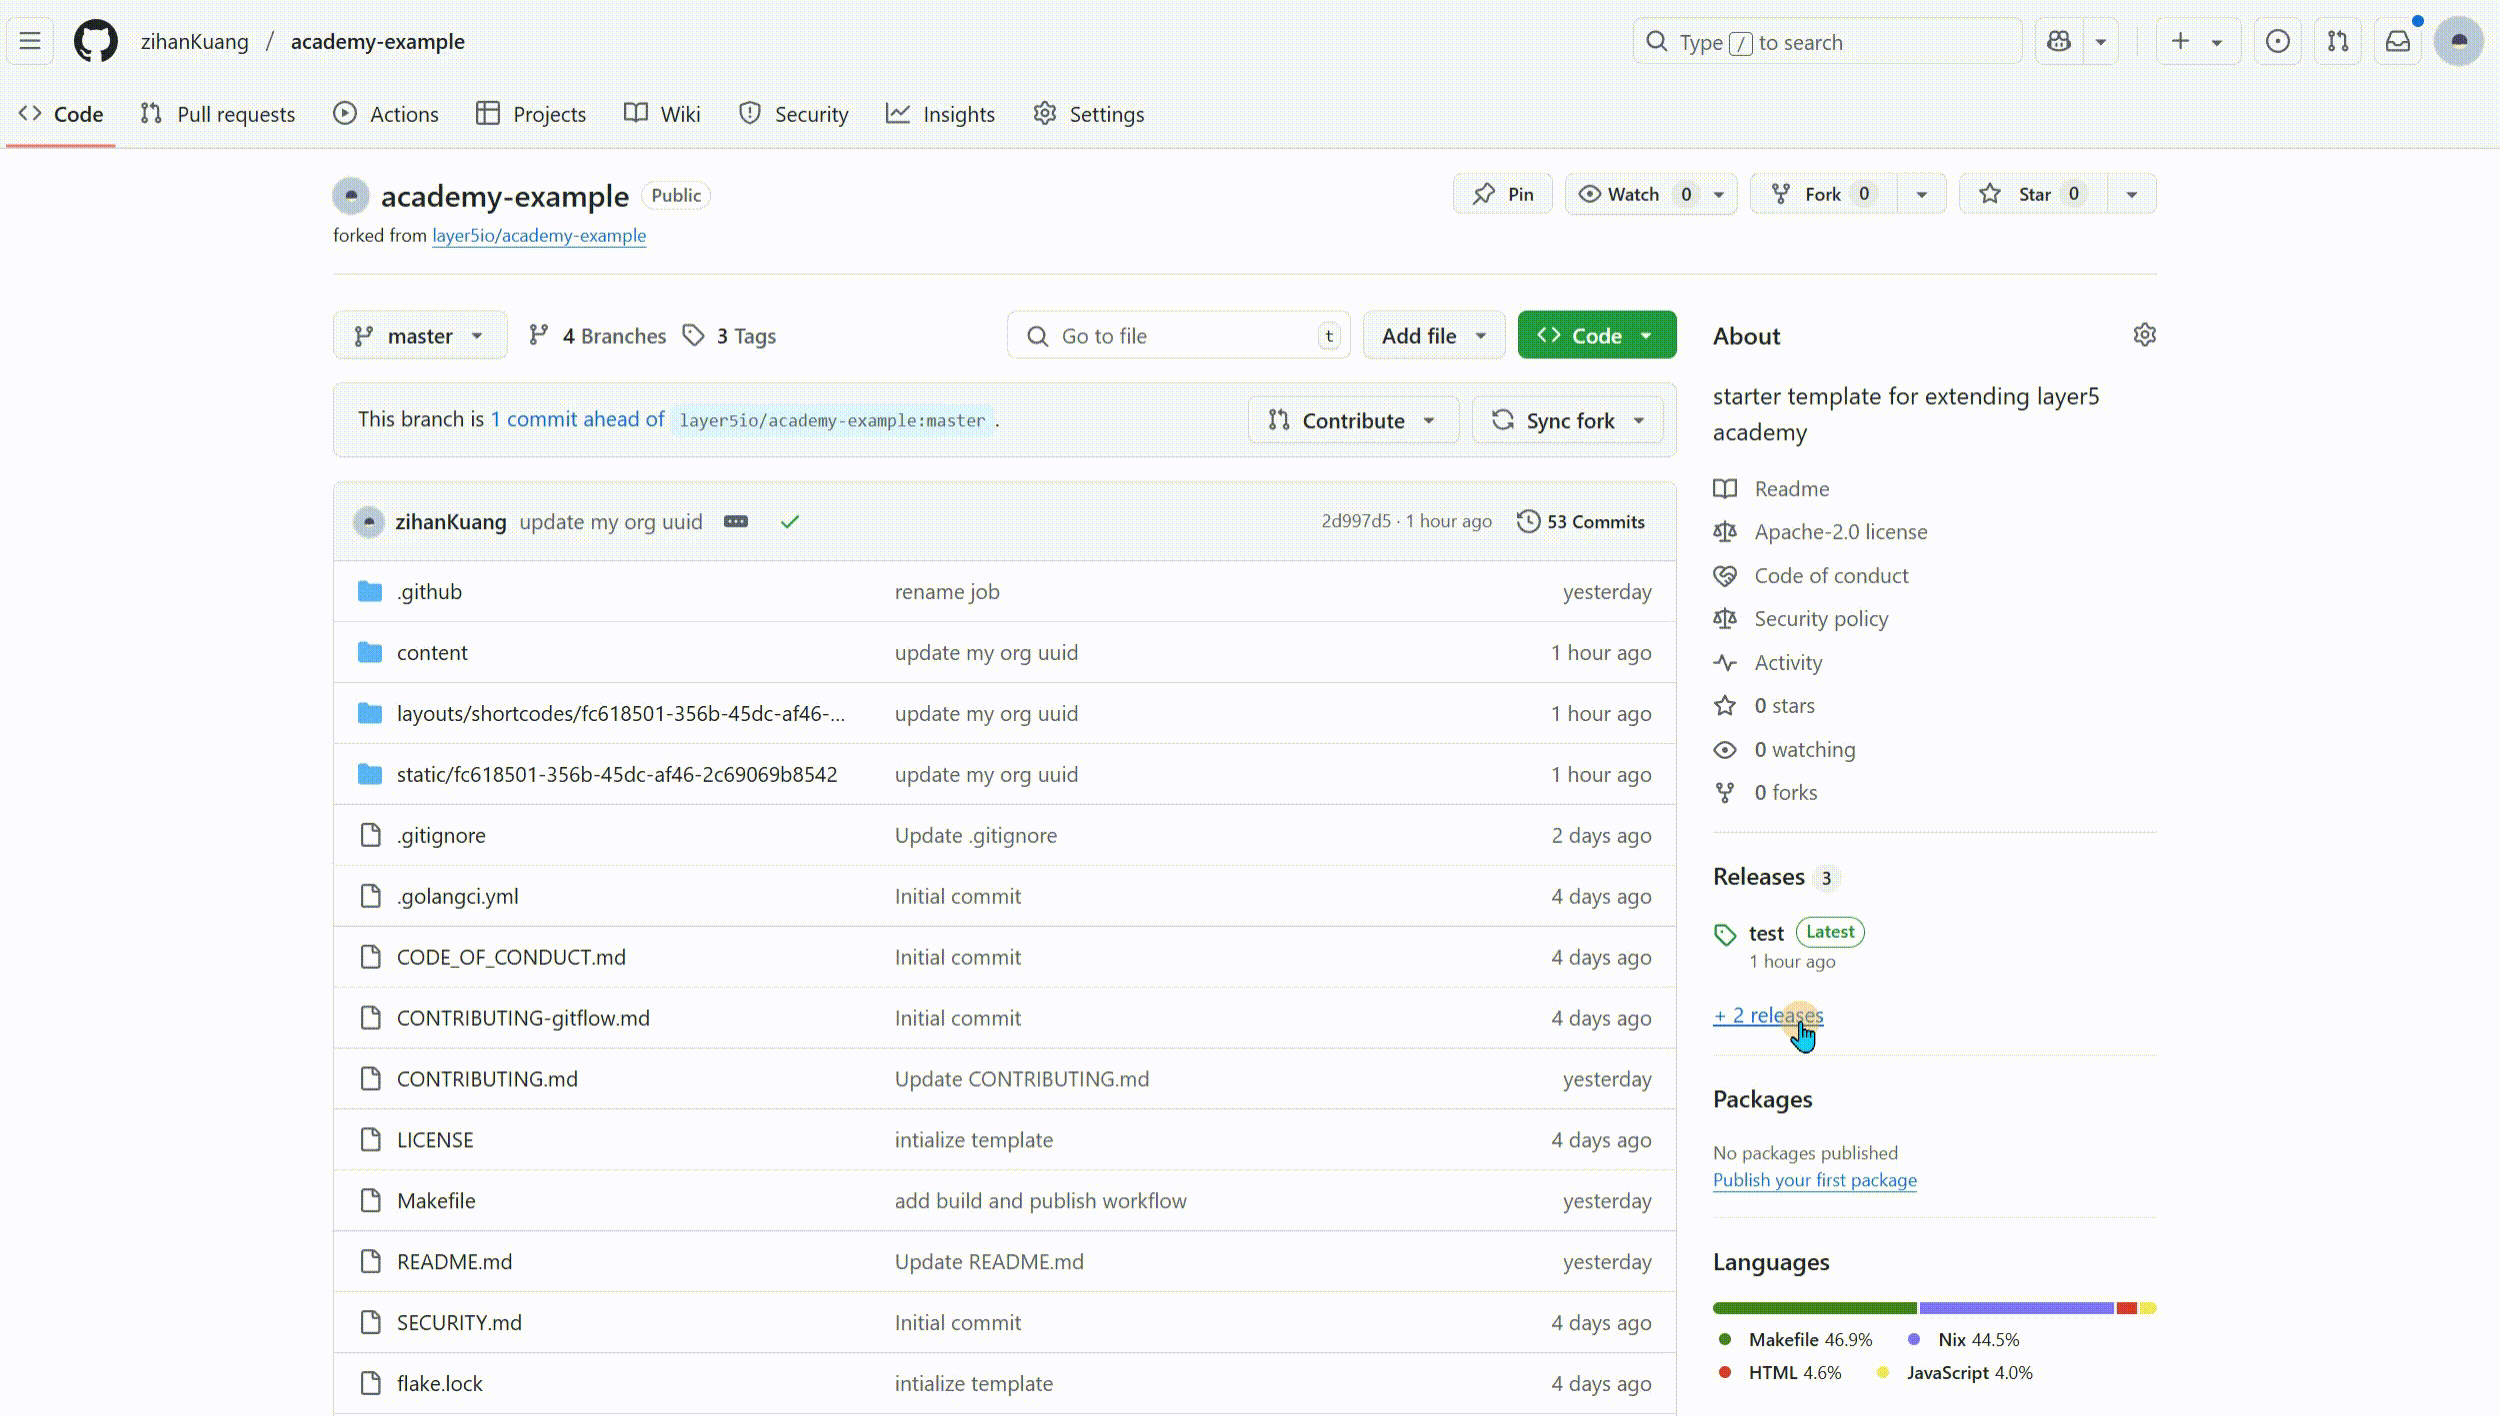 zihanKuang / academy-example
Type / to search
Code Pull requests Actions Projects Wiki Security Insights Settings
academy-example Public
Pin Watch 0 Fork 0 Star 0
forked from layer5io/academy-example
master 4 Branches 3 Tags
Go to file t Add file Code
This branch is 1 commit ahead of layer5io/academy-example:master .
Contribute Sync fork
zihanKuang update my org uuid 2d997d5 · 1 hour ago 53 Commits
.github rename job yesterday
content update my org uuid 1 hour ago
layouts/shortcodes/fc618501-356b-45dc-af46-... update my org uuid 1 hour ago
static/fc618501-356b-45dc-af46-2c69069b8542 update my org uuid 1 hour ago
.gitignore Update .gitignore 2 days ago
.golangci.yml Initial commit 4 days ago
CODE_OF_CONDUCT.md Initial commit 4 days ago
CONTRIBUTING-gitflow.md Initial commit 4 days ago
CONTRIBUTING.md Update CONTRIBUTING.md yesterday
LICENSE intialize template 4 days ago
Makefile add build and publish workflow yesterday
README.md Update README.md yesterday
SECURITY.md Initial commit 4 days ago
flake.lock intialize template 4 days ago
About
starter template for extending layer5
academy
Readme
Apache-2.0 license
Code of conduct
Security policy
Activity
0 stars
0 watching
0 forks
Releases 3
test Latest
1 hour ago
+ 2 releases
Packages
No packages published
Publish your first package
Languages
Makefile 46.9% Nix 44.5%
HTML 4.6% JavaScript 4.0%